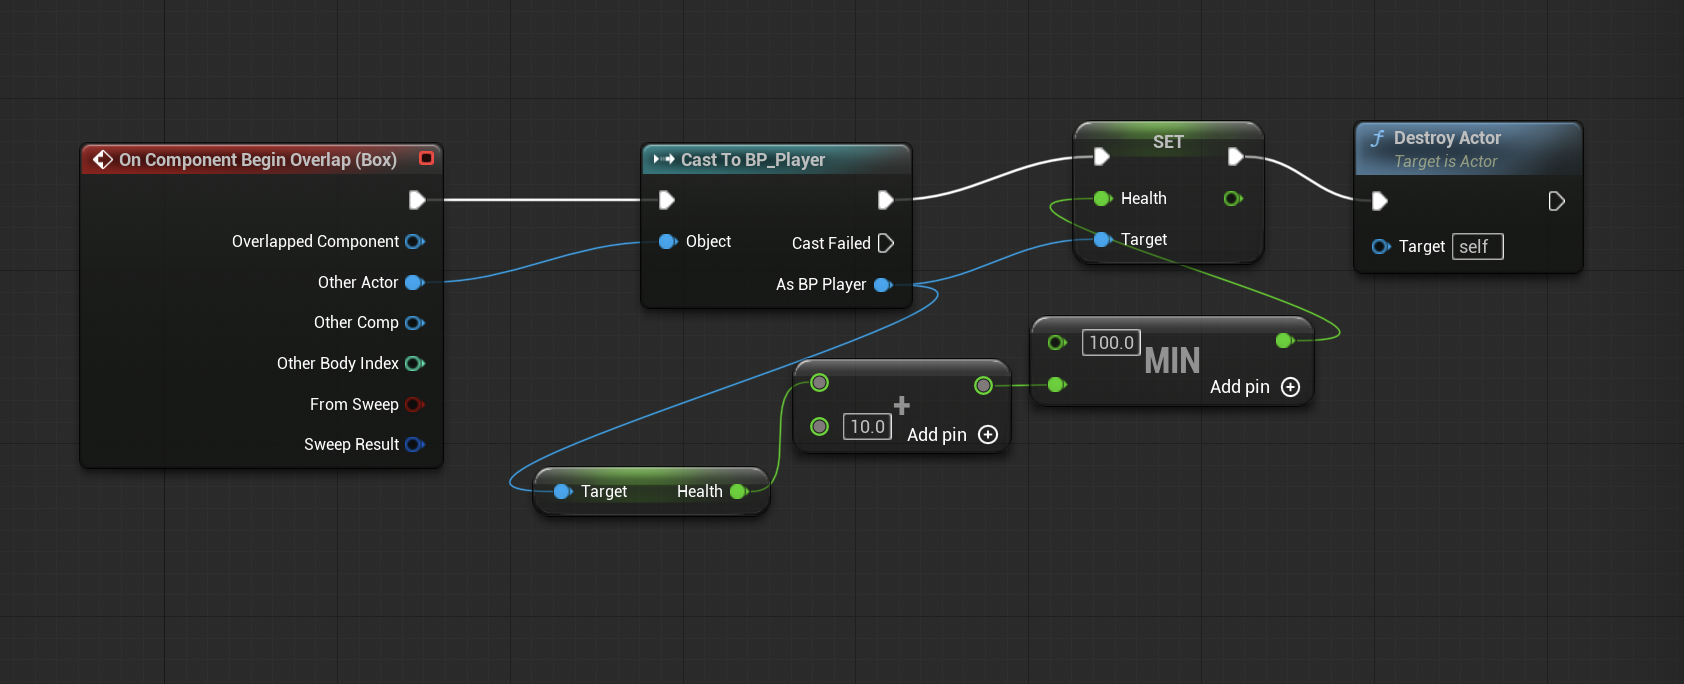 On Component Begin Overlap (Box)
Overlapped Component
Other Actor
Other Comp
Other Body Index
From Sweep
Sweep Result
Cast To BP_Player
Object
Cast Failed
As BP Player
SET
Health
Target
Destroy Actor
Target is Actor
Target self
100.0
MIN
Add pin
+
10.0
Add pin
Target Health